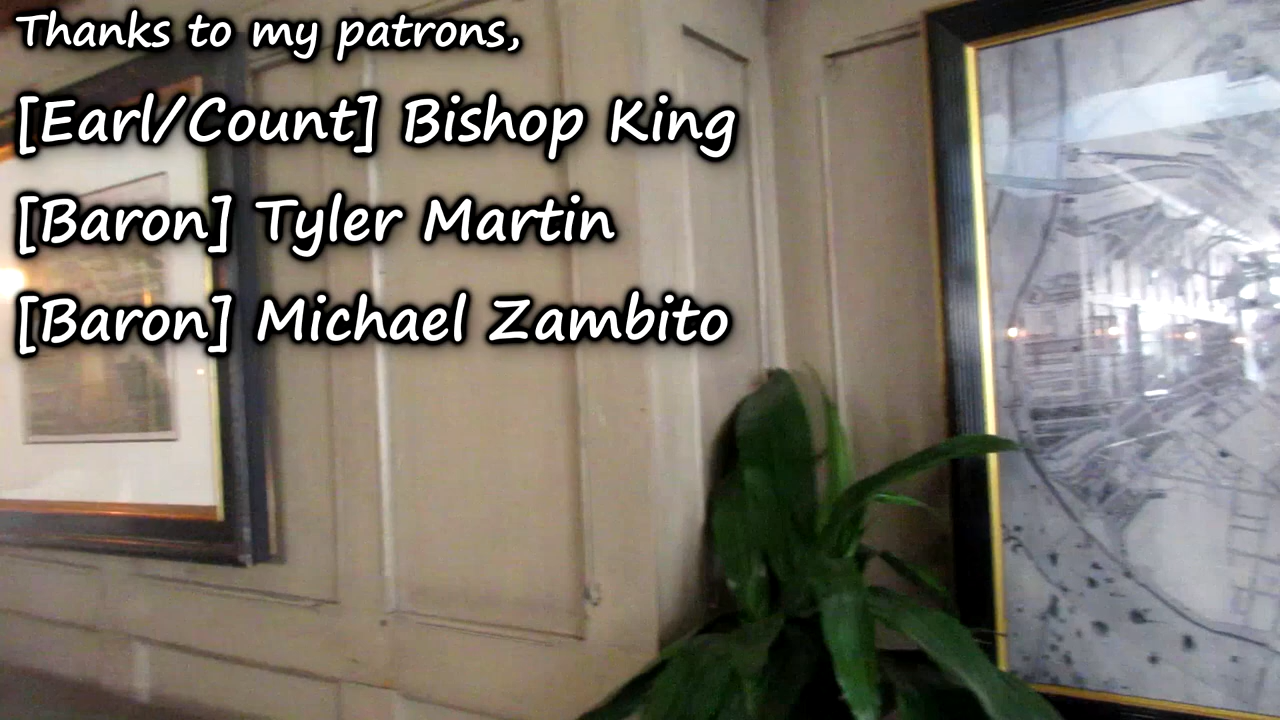 Thanks to my patrons,
[Earl/Count] Bishop King
[Baron] Tyler Martin
[Baron] Michael Zambito